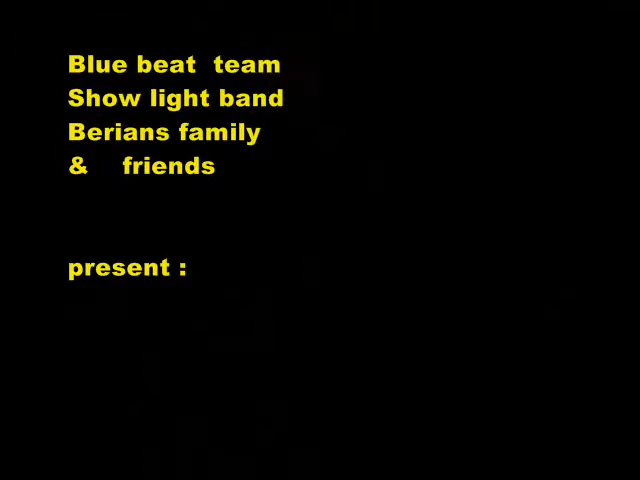 Blue beat team
Show light band
Berians family
& friends
present :